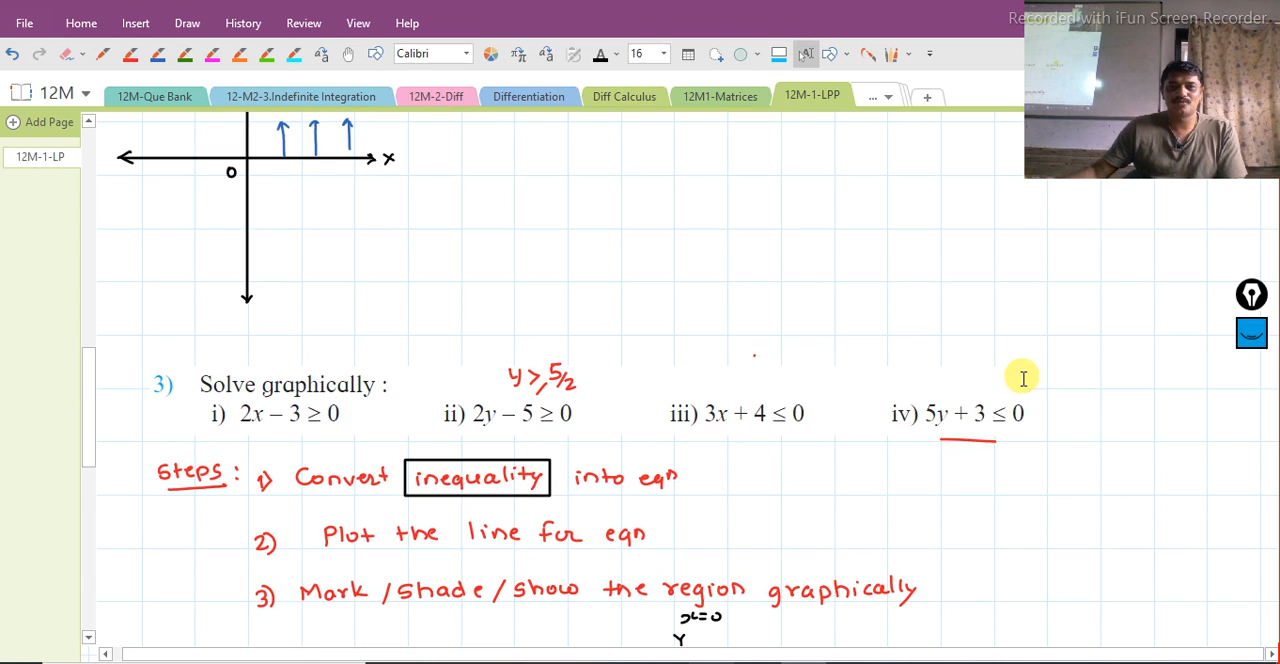 File Home Insert Draw History Review View Help
Recorded with iFun Screen Recorder
Calibri 16
12M 12M-Que Bank 12-M2-3.Indefinite Integration 12M-2-Diff Differentiation Diff Calculus 12M1-Matrices 12M-1-LPP ...
Add Page
12M-1-LP
X
O
3) Solve graphically :
y ≥ 5/2
i) 2x – 3 ≥ 0 ii) 2y – 5 ≥ 0 iii) 3x + 4 ≤ 0 iv) 5y + 3 ≤ 0
Steps : 1) Convert inequality into eqn
2) Plot the line for eqn
3) Mark / shade / show the region graphically
x=0
Y